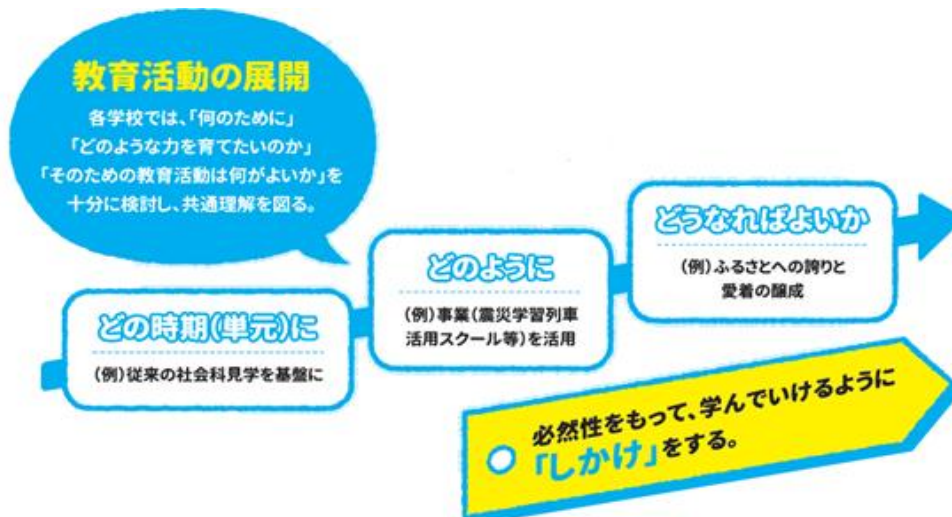 教育活動の展開
各学校では、「何のために」
「どのような力を育てたいのか」
「そのための教育活動は何がよいか」を
十分に検討し、共通理解を図る。
どの時期(単元)に
(例)従来の社会科見学を基盤に
どのように
(例)事業(震災学習列車
活用スクール等)を活用
どうなればよいか
(例)ふるさとへの誇りと
愛着の醸成
必然性をもって、学んでいけるように
「しかけ」をする。